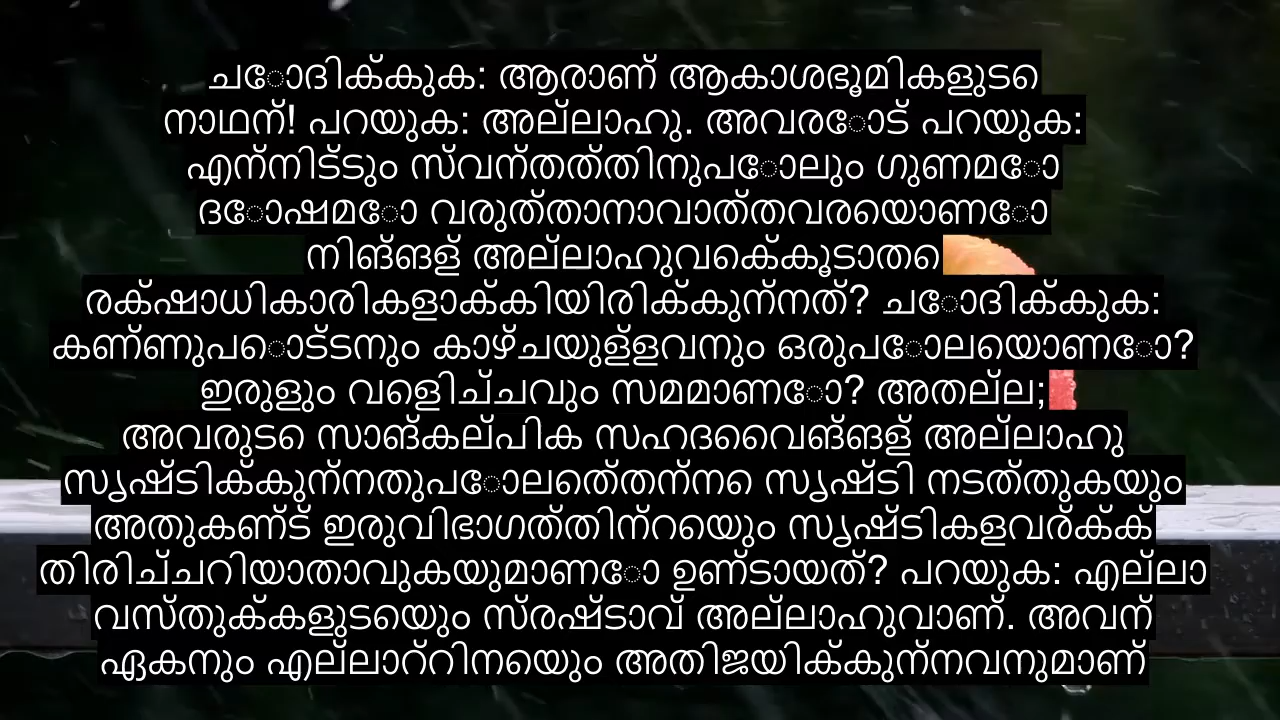 ചോദിക്കുക: ആരാണ് ആകാശഭൂമികളുടെ
നാഥന്! പറയുക: അല്ലാഹു. അവരോട് പറയുക:
എന്നിട്ടും സ്വന്തത്തിനുപോലും ഗുണമോ
ദോഷമോ വരുത്താനാവാത്തവരെയാണോ
നിങ്ങള് അല്ലാഹുവെക്കൂടാതെ
രക്ഷാധികാരികളാക്കിയിരിക്കുന്നത്? ചോദിക്കുക:
കണ്ണുപൊട്ടനും കാഴ്ചയുള്ളവനും ഒരുപോലെയാണോ?
ഇരുളും വെളിച്ചവും സമമാണോ? അതല്ല;
അവരുടെ സാങ്കല്പിക സഹദൈവങ്ങള് അല്ലാഹു
സൃഷ്ടിക്കുന്നതുപോലെത്തന്നെ സൃഷ്ടി നടത്തുകയും
അതുകണ്ട് ഇരുവിഭാഗത്തിന്റെയും സൃഷ്ടികളവര്ക്ക്
തിരിച്ചറിയാതാവുകയുമാണോ ഉണ്ടായത്? പറയുക: എല്ലാ
വസ്തുക്കളുടെയും സ്രഷ്ടാവ് അല്ലാഹുവാണ്. അവന്
ഏകനും എല്ലാറ്റിനെയും അതിജയിക്കുന്നവനുമാണ്